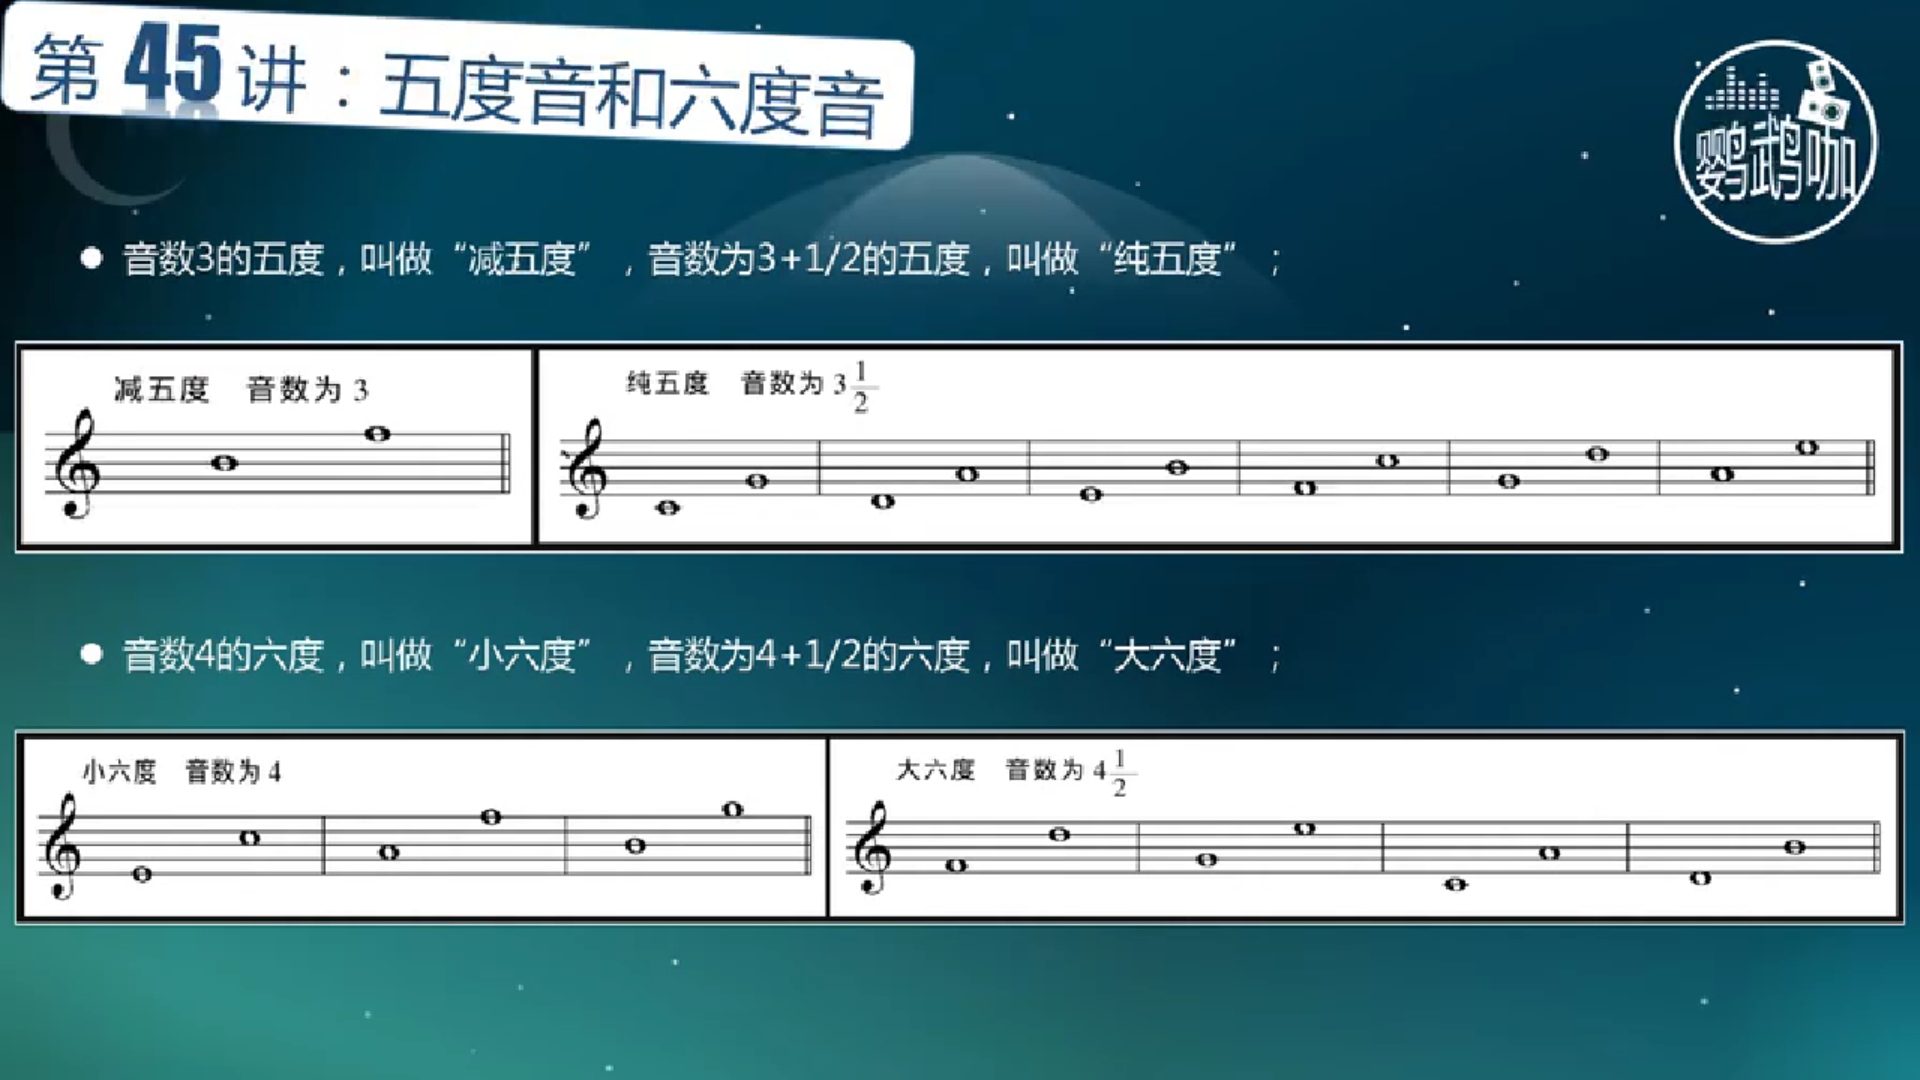 第45讲：五度音和六度音
鹦鹉咖
音数3的五度，叫做“减五度”，音数为3+1/2的五度，叫做“纯五度”；
减五度 音数为 3
纯五度 音数为 3 1/2
音数4的六度，叫做“小六度”，音数为4+1/2的六度，叫做“大六度”；
小六度 音数为 4
大六度 音数为 4 1/2